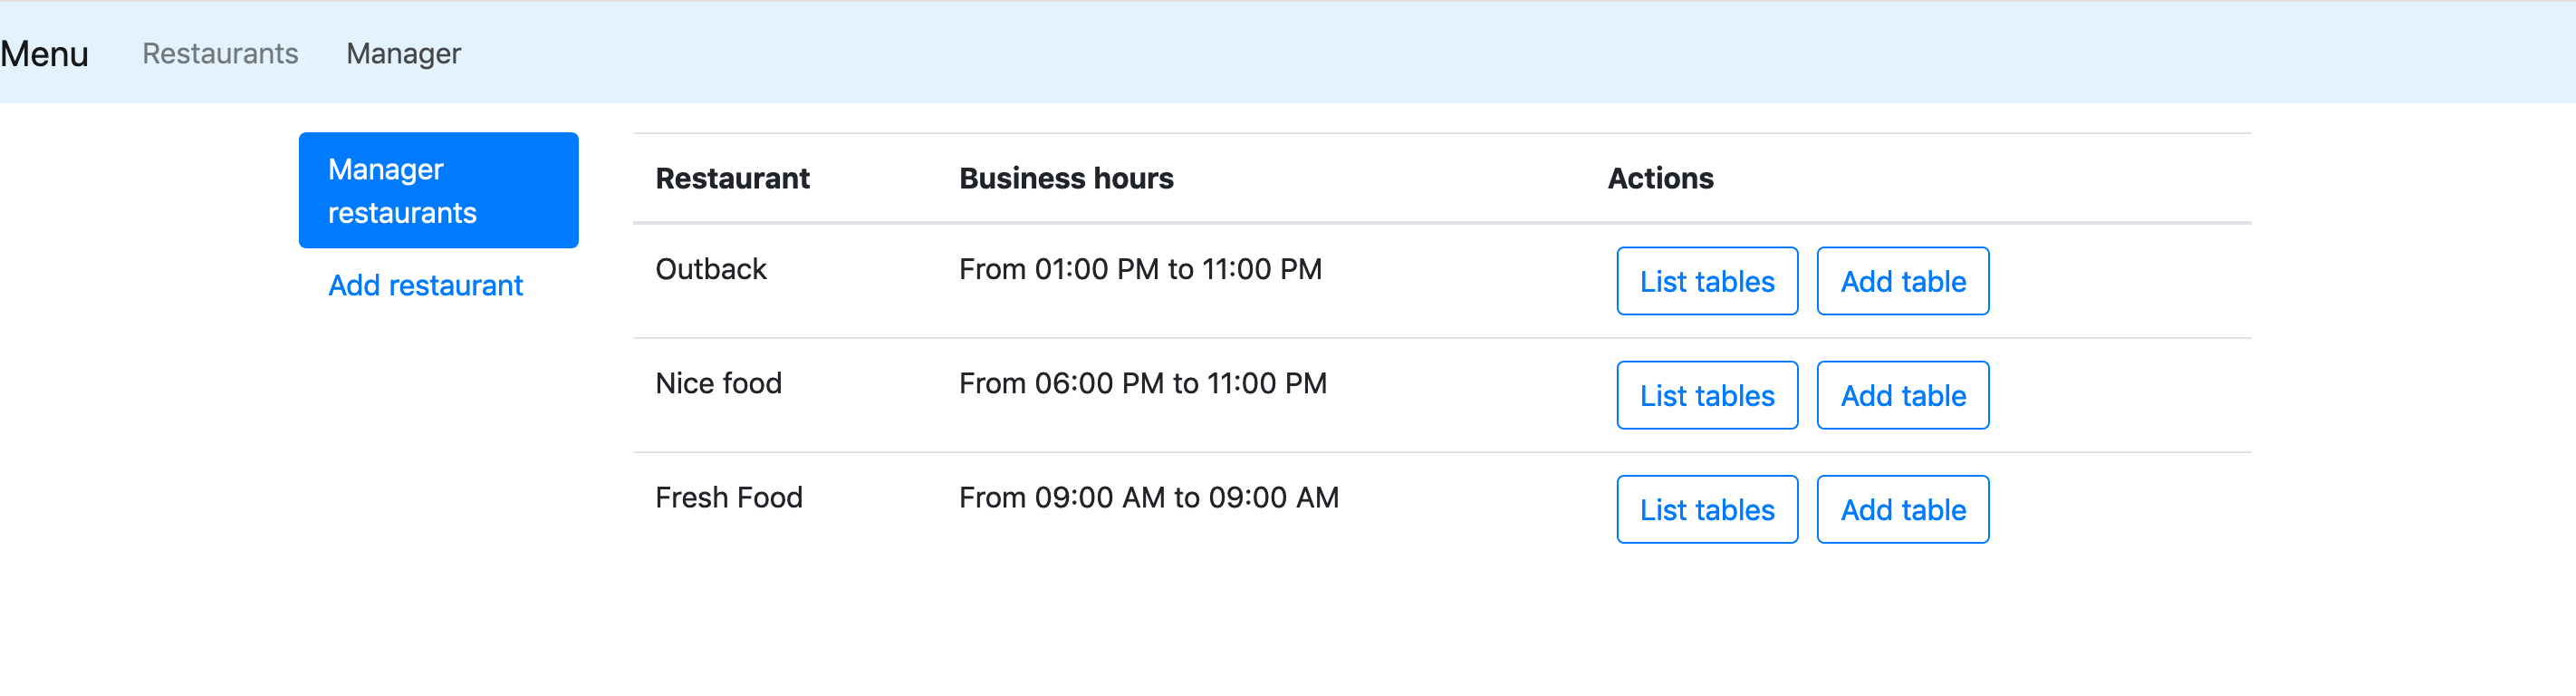 Menu Restaurants Manager
Manager
restaurants
Add restaurant
Restaurant Business hours Actions
Outback From 01:00 PM to 11:00 PM List tables Add table
Nice food From 06:00 PM to 11:00 PM List tables Add table
Fresh Food From 09:00 AM to 09:00 AM List tables Add table